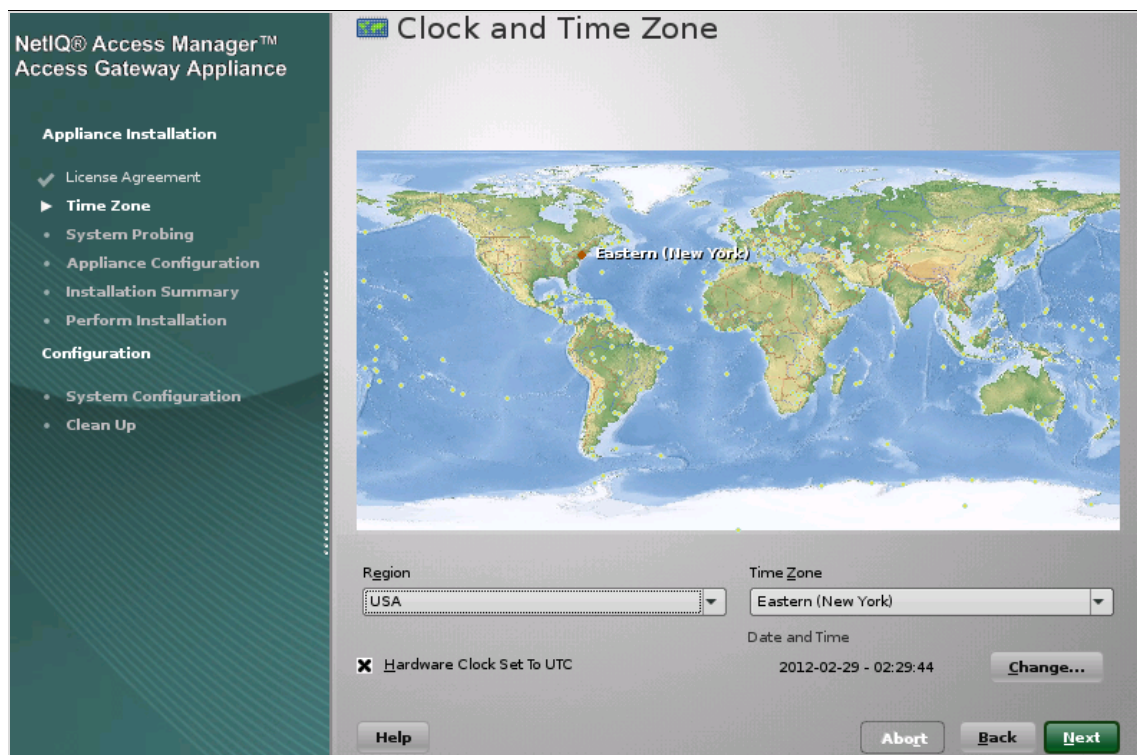 NetIQ® Access Manager™
Access Gateway Appliance
Appliance Installation
License Agreement
Time Zone
System Probing
Appliance Configuration
Installation Summary
Perform Installation
Configuration
System Configuration
Clean Up
Clock and Time Zone
Eastern (New York)
Region
USA
Time Zone
Eastern (New York)
Hardware Clock Set To UTC
Date and Time
2012-02-29 - 02:29:44
Change...
Help
Abort
Back
Next